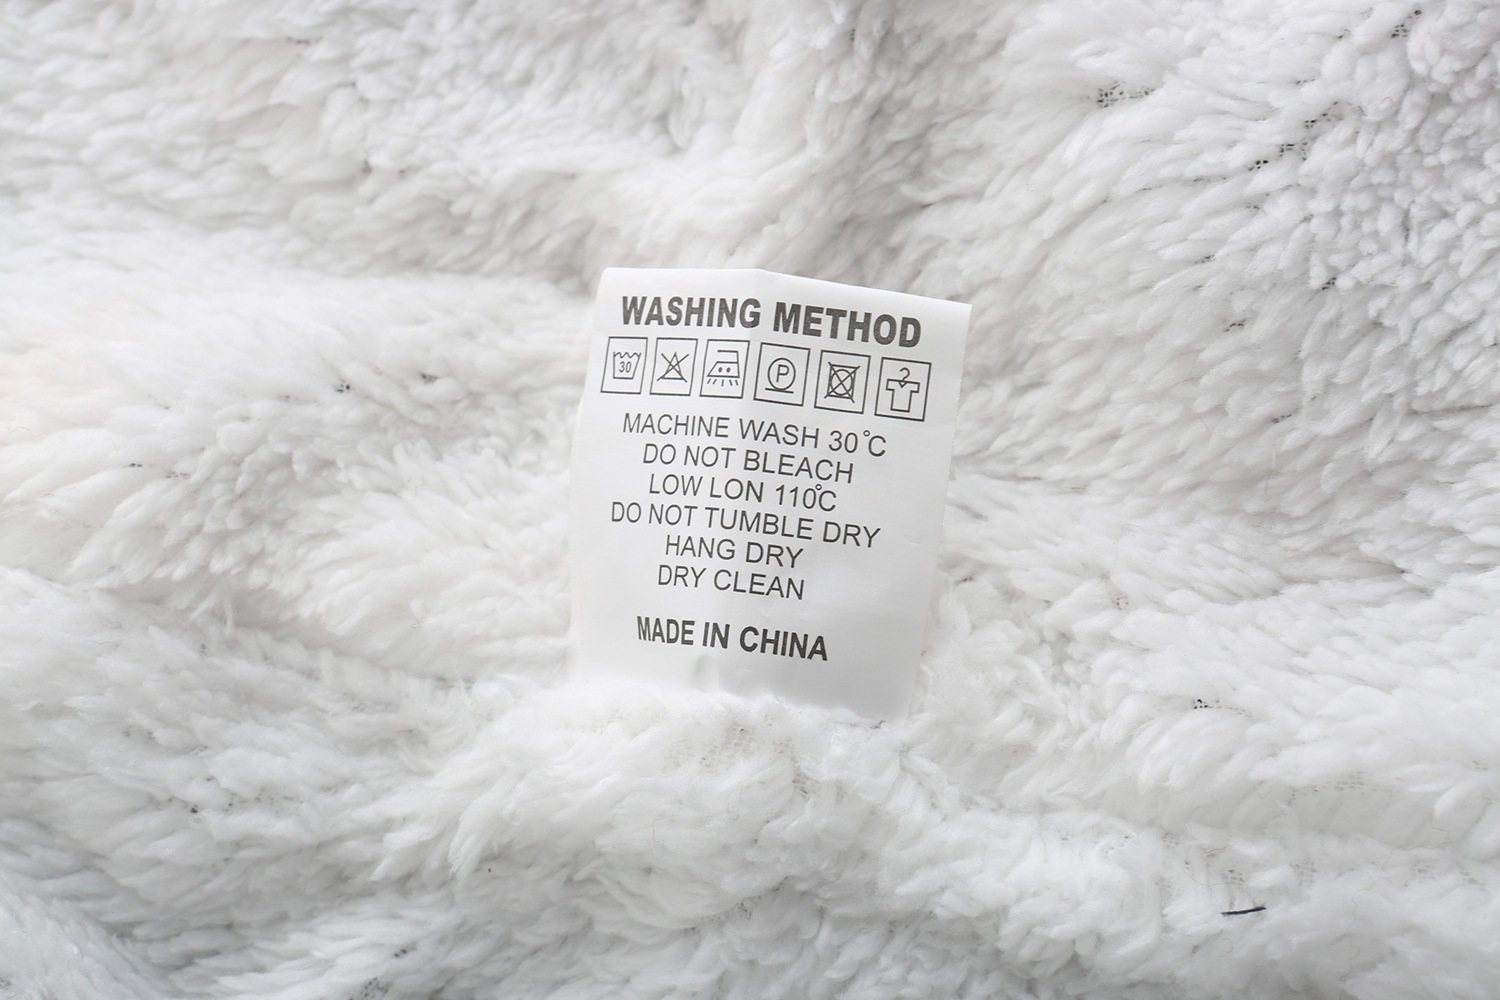 WASHING METHOD
30 P
MACHINE WASH 30°C
DO NOT BLEACH
LOW LON 110°C
DO NOT TUMBLE DRY
HANG DRY
DRY CLEAN
MADE IN CHINA